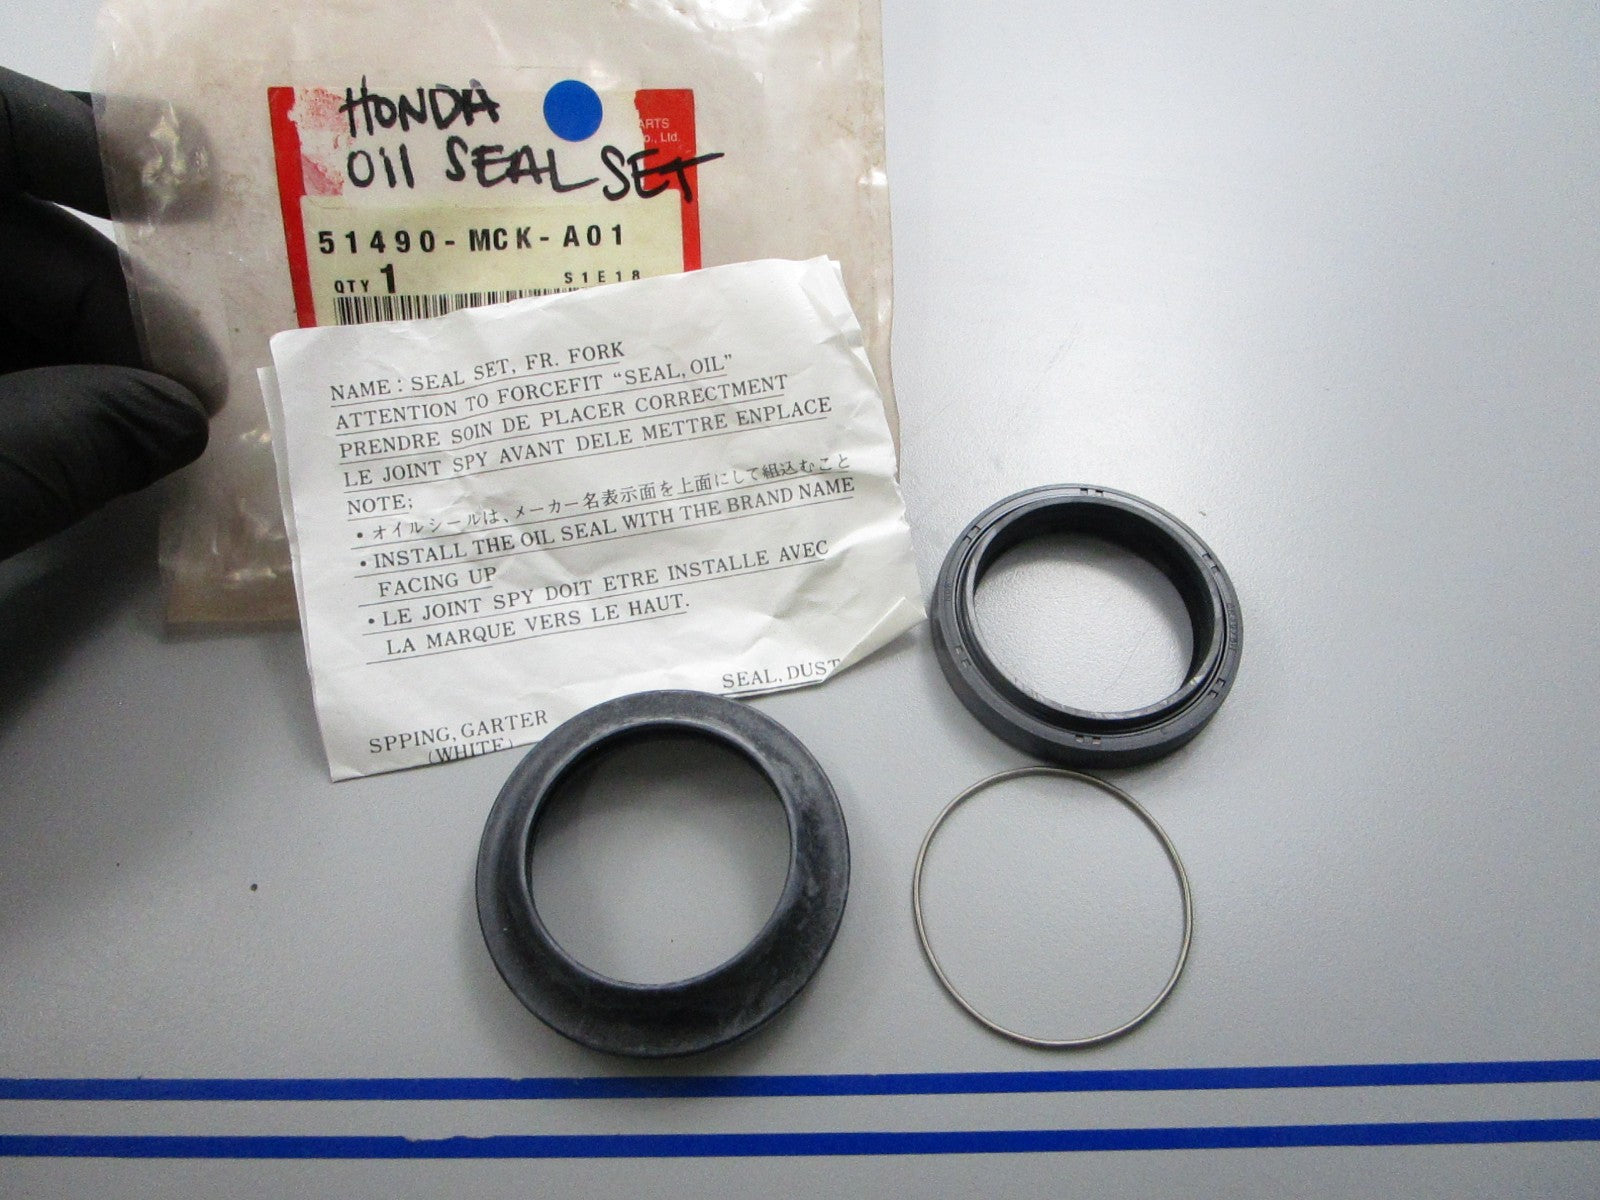 HONDA
OIL SEAL SET
ARTS
o., Ltd.
51490-MCK-A01
QTY 1 S1E18
NAME : SEAL SET, FR. FORK
ATTENTION TO FORCEFIT “SEAL, OIL”
PRENDRE SOIN DE PLACER CORRECTMENT
LE JOINT SPY AVANT DELE METTRE ENPLACE
NOTE;
• オイルシールは、メーカー名表示面を上面にして組込むこと
• INSTALL THE OIL SEAL WITH THE BRAND NAME
FACING UP
• LE JOINT SPY DOIT ETRE INSTALLE AVEC
LA MARQUE VERS LE HAUT.
SEAL, DUST
SPPING, GARTER
(WHITE)